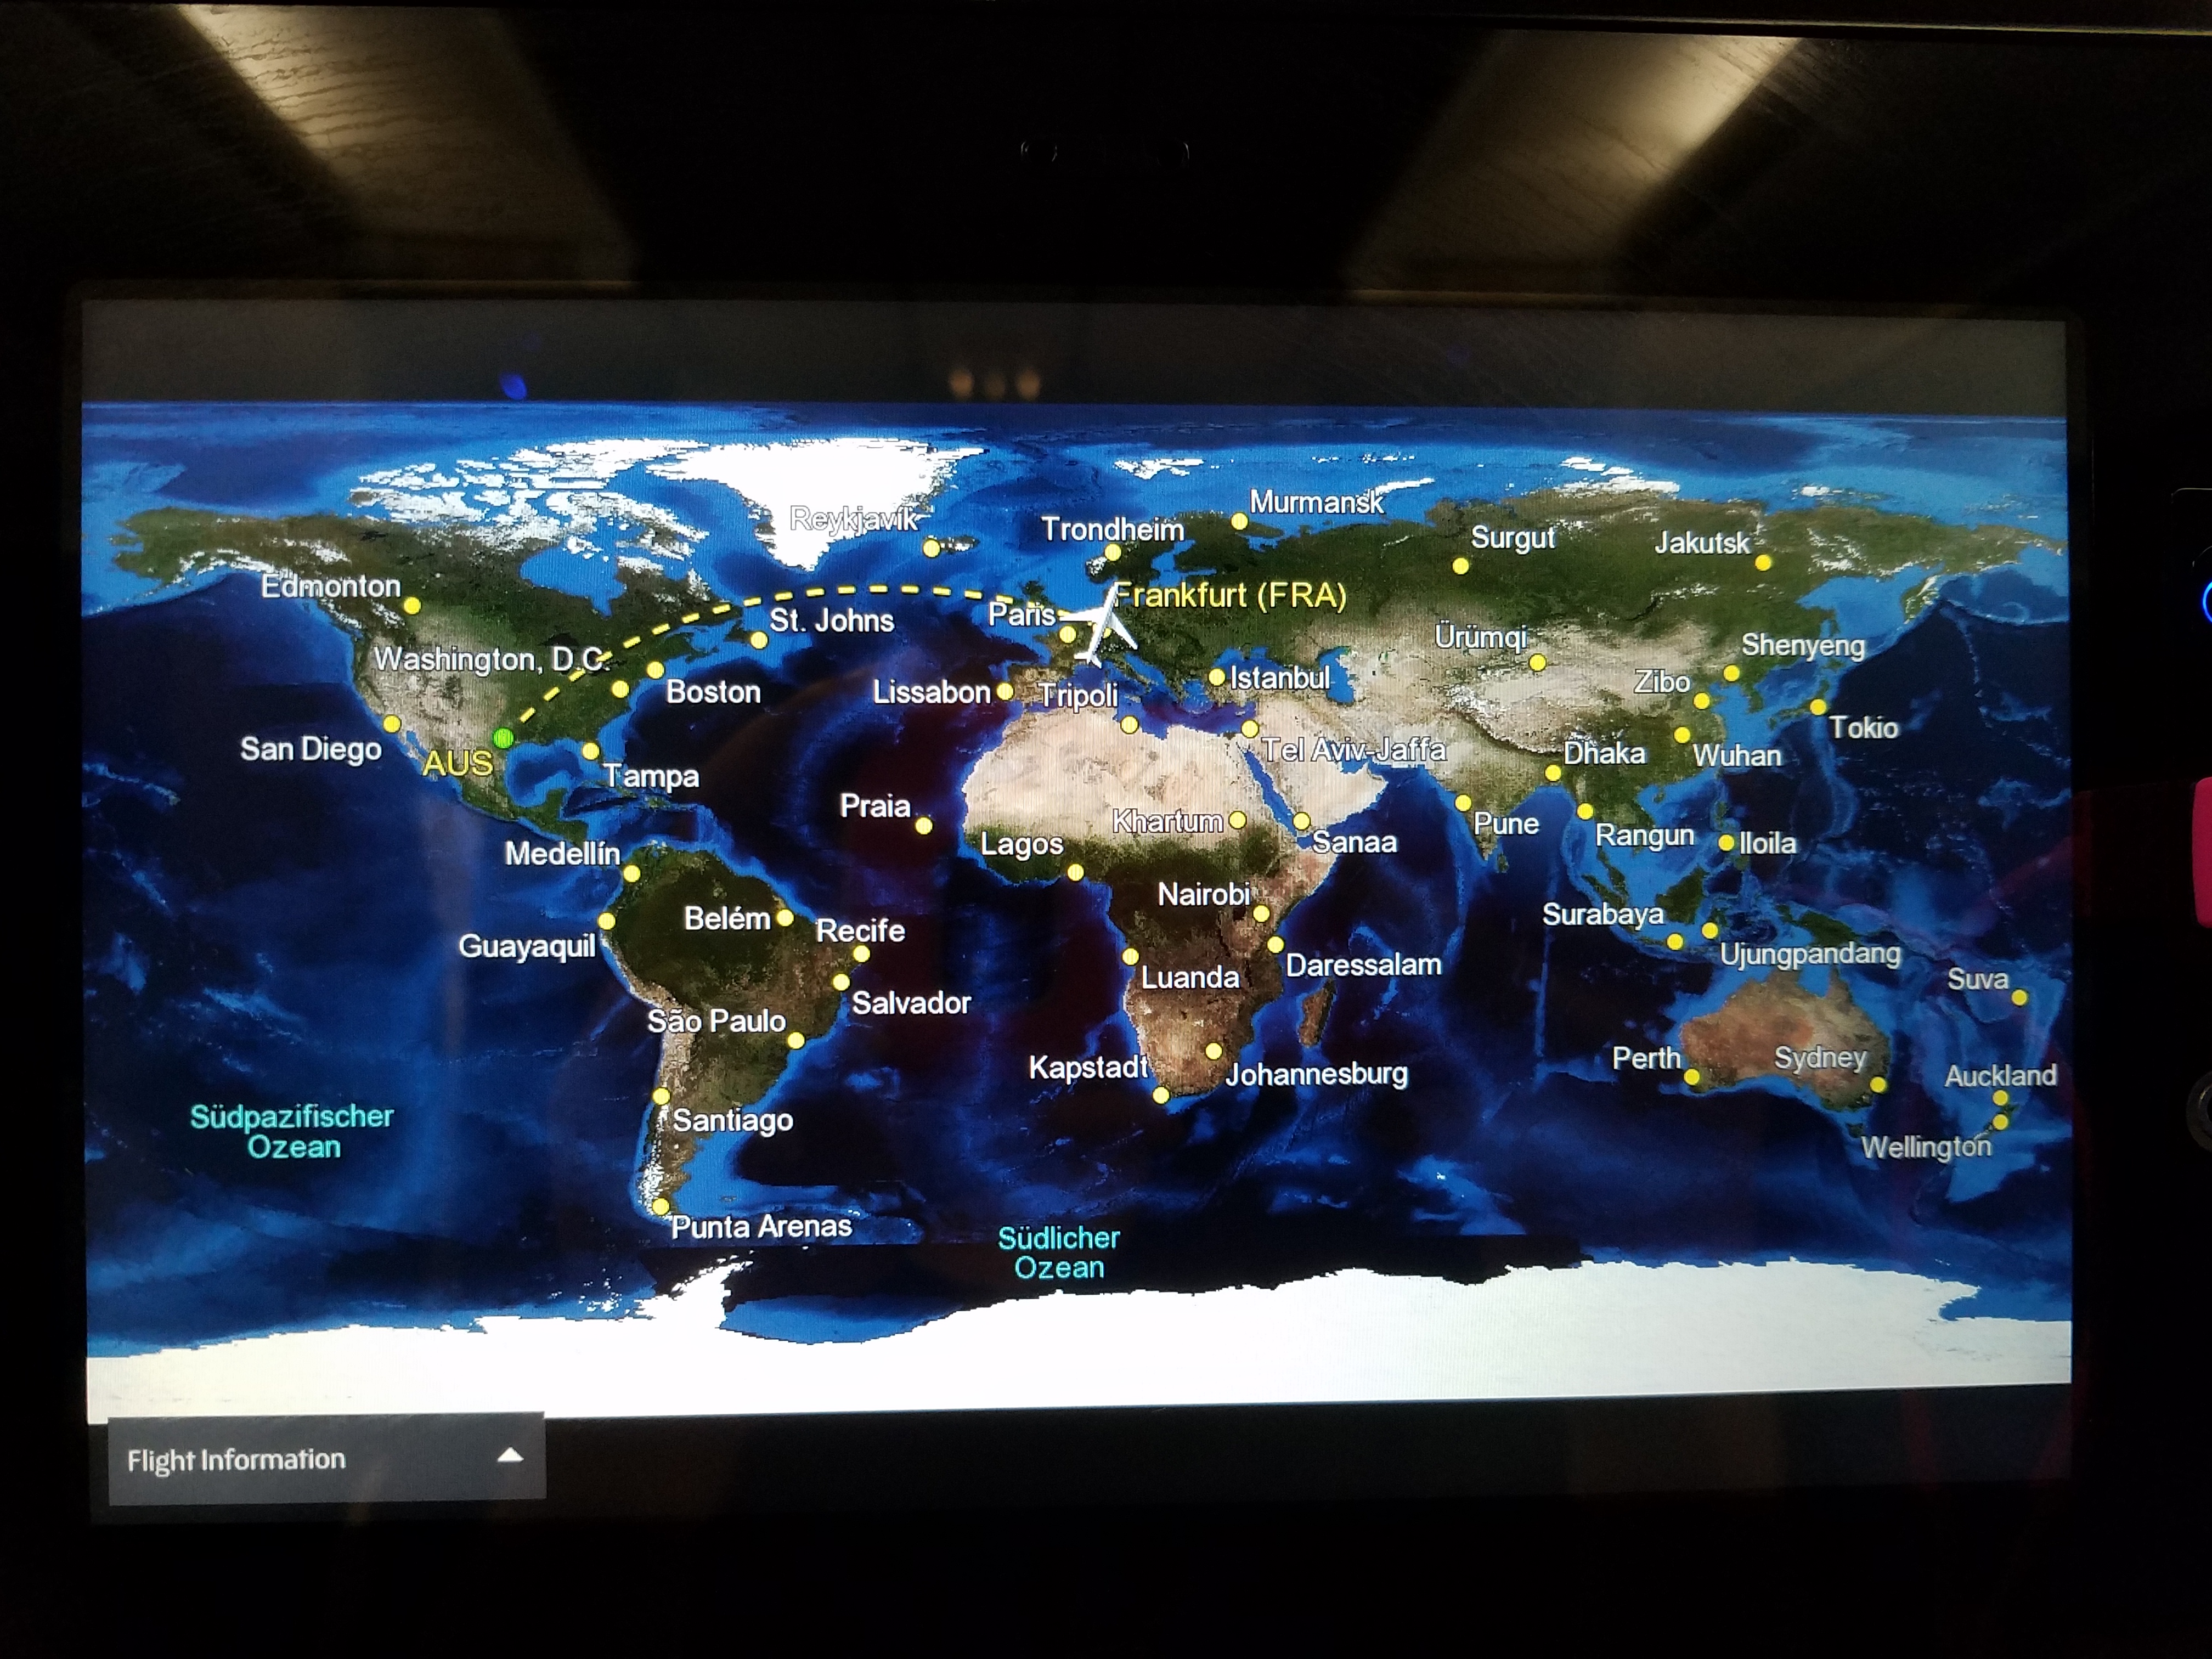 Murmansk
Reykjavík
Trondheim
Surgut
Jakutsk
Edmonton
Frankfurt (FRA)
St. Johns
Paris
Ürümqi
Shenyeng
Washington, D.C.
Boston
Lissabon
Tripoli
Istanbul
Zibo
Tokio
San Diego
AUS
Tampa
Tel Aviv-Jaffa
Dhaka
Wuhan
Praia
Khartum
Sanaa
Pune
Rangun
Iloila
Lagos
Medellín
Nairobi
Belém
Recife
Surabaya
Guayaquil
Daressalam
Ujungpandang
Luanda
Suva
Salvador
São Paulo
Kapstadt
Johannesburg
Perth
Sydney
Auckland
Südpazifischer
Ozean
Santiago
Wellington
Punta Arenas
Südlicher
Ozean
Flight Information